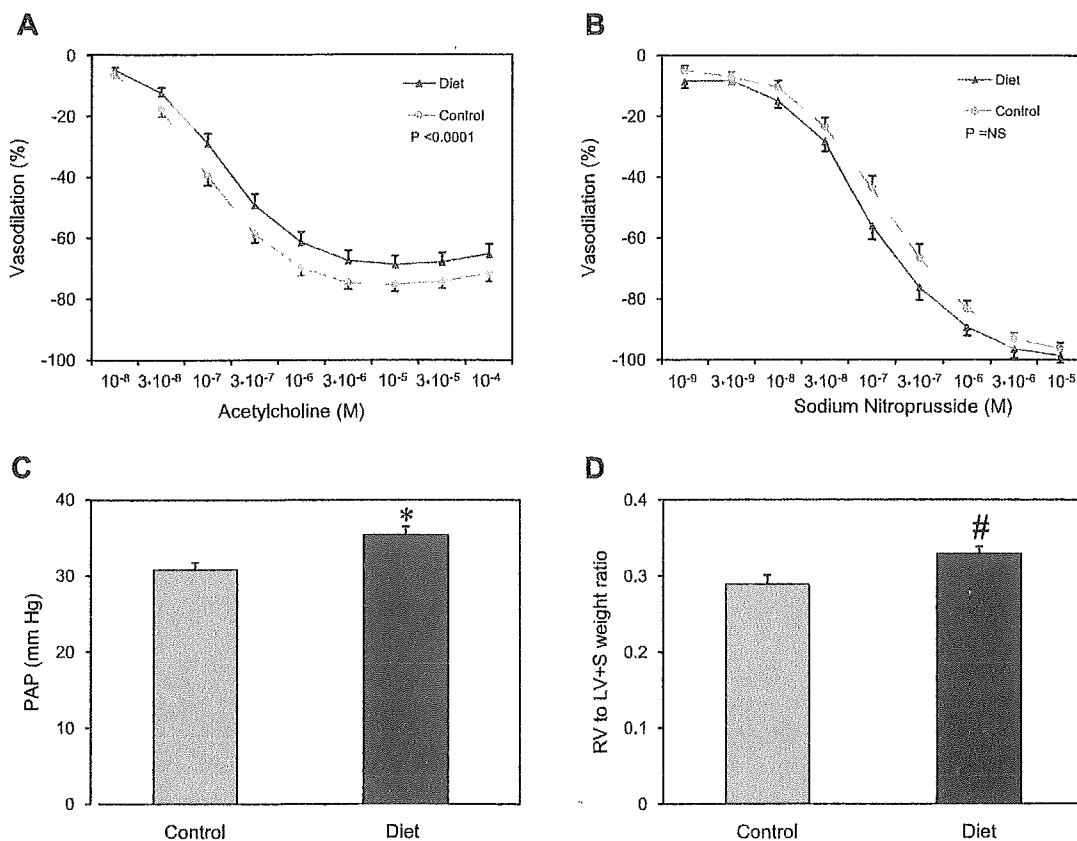 A
0
-20
-40
-60
-80
-100
Vasodilation (%)
Diet
Control
P <0.0001
10-8 3*10-8 10-7 3*10-7 10-6 3*10-6 10-5 3*10-5 10-4
Acetylcholine (M)
B
0
-20
-40
-60
-80
-100
Vasodilation (%)
Diet
Control
P =NS
10-9 3*10-9 10-8 3*10-8 10-7 3*10-7 10-6 3*10-6 10-5
Sodium Nitroprusside (M)
C
40
30
20
10
0
PAP (mm Hg)
*
Control Diet
D
0.4
0.3
0.2
0.1
0
RV to LV+S weight ratio
#
Control Diet